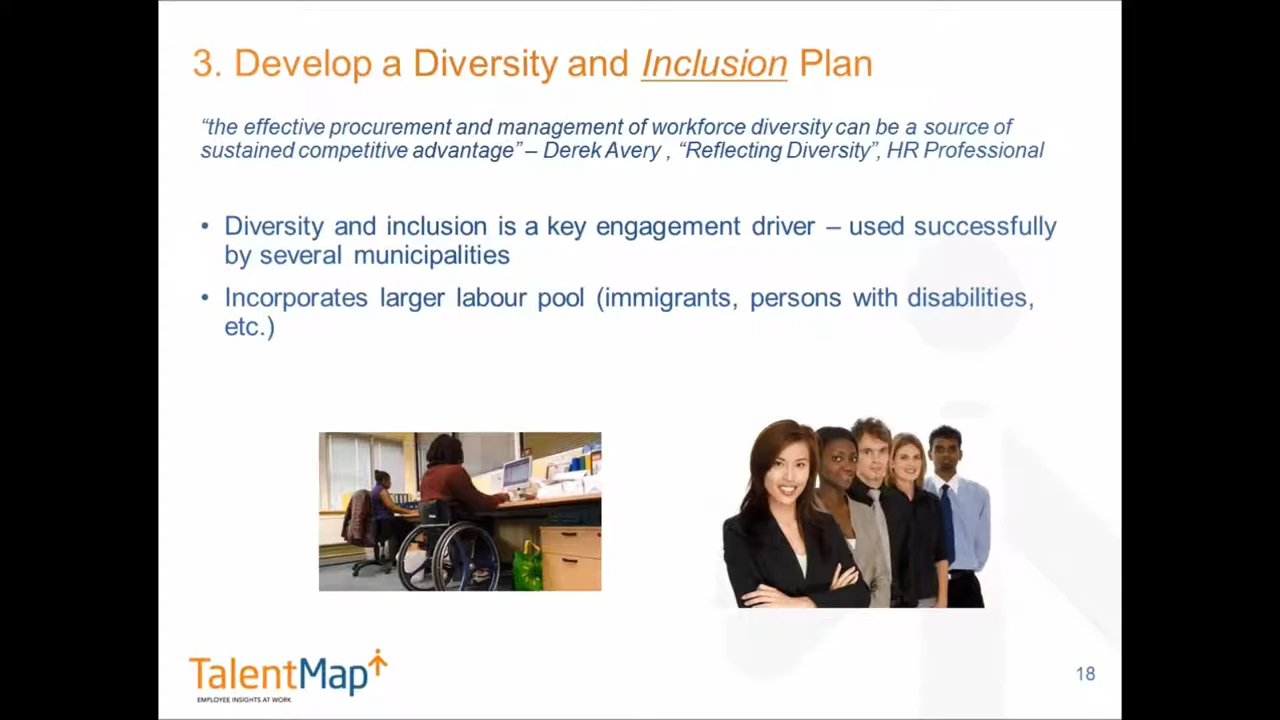 3. Develop a Diversity and Inclusion Plan
“the effective procurement and management of workforce diversity can be a source of
sustained competitive advantage” – Derek Avery , “Reflecting Diversity”, HR Professional
• Diversity and inclusion is a key engagement driver – used successfully
by several municipalities
• Incorporates larger labour pool (immigrants, persons with disabilities,
etc.)
TalentMap
EMPLOYEE INSIGHTS AT WORK
18